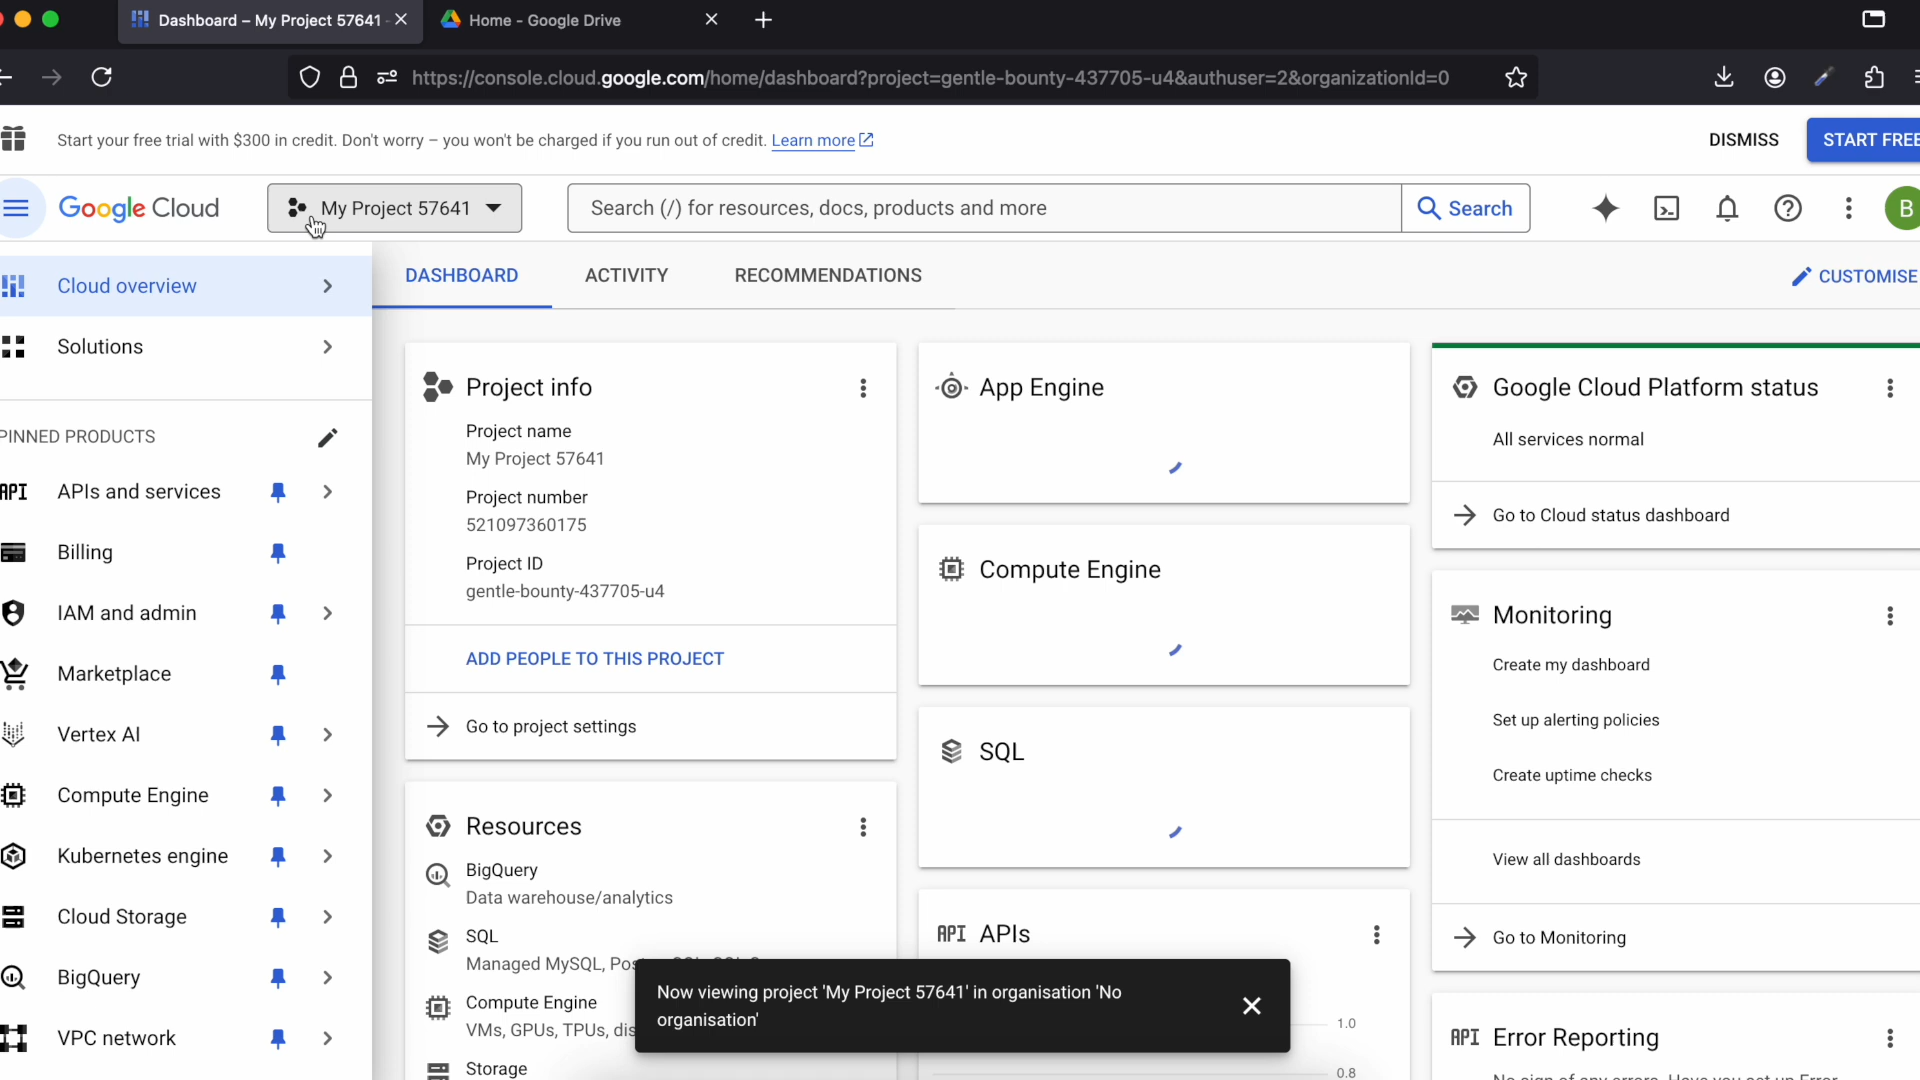 Dashboard – My Project 57641
Home - Google Drive
https://console.cloud.google.com/home/dashboard?project=gentle-bounty-437705-u4&authuser=2&organizationId=0
Start your free trial with $300 in credit. Don't worry – you won't be charged if you run out of credit. Learn more
DISMISS
START FREE
Google Cloud
My Project 57641
Search (/) for resources, docs, products and more
Search
B
Cloud overview
Solutions
PINNED PRODUCTS
API APIs and services
Billing
IAM and admin
Marketplace
Vertex AI
Compute Engine
Kubernetes engine
Cloud Storage
BigQuery
VPC network
DASHBOARD
ACTIVITY
RECOMMENDATIONS
CUSTOMISE
Project info
Project name
My Project 57641
Project number
521097360175
Project ID
gentle-bounty-437705-u4
ADD PEOPLE TO THIS PROJECT
Go to project settings
Resources
BigQuery
Data warehouse/analytics
SQL
Managed MySQL,
Compute Engine
VMs, GPUs, TPUs,
Storage
App Engine
Compute Engine
SQL
API APIs
1.0
0.8
Google Cloud Platform status
All services normal
Go to Cloud status dashboard
Monitoring
Create my dashboard
Set up alerting policies
Create uptime checks
View all dashboards
Go to Monitoring
API Error Reporting
Now viewing project 'My Project 57641' in organisation 'No
organisation'